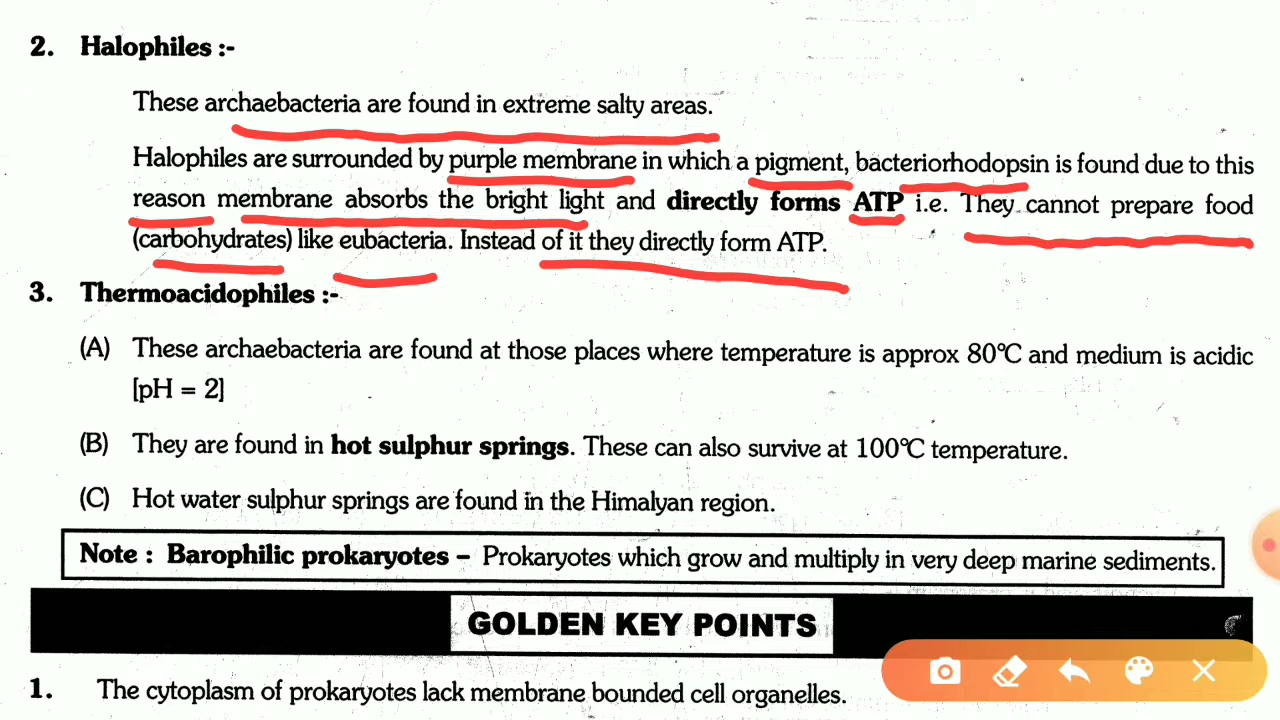 2. Halophiles :-
These archaebacteria are found in extreme salty areas.
Halophiles are surrounded by purple membrane in which a pigment, bacteriorhodopsin is found due to this
reason membrane absorbs the bright light and directly forms ATP i.e. They cannot prepare food
(carbohydrates) like eubacteria. Instead of it they directly form ATP.
3. Thermoacidophiles :-
(A) These archaebacteria are found at those places where temperature is approx 80°C and medium is acidic
[pH = 2]
(B) They are found in hot sulphur springs. These can also survive at 100°C temperature.
(C) Hot water sulphur springs are found in the Himalyan region.
Note : Barophilic prokaryotes – Prokaryotes which grow and multiply in very deep marine sediments.
GOLDEN KEY POINTS
1. The cytoplasm of prokaryotes lack membrane bounded cell organelles.